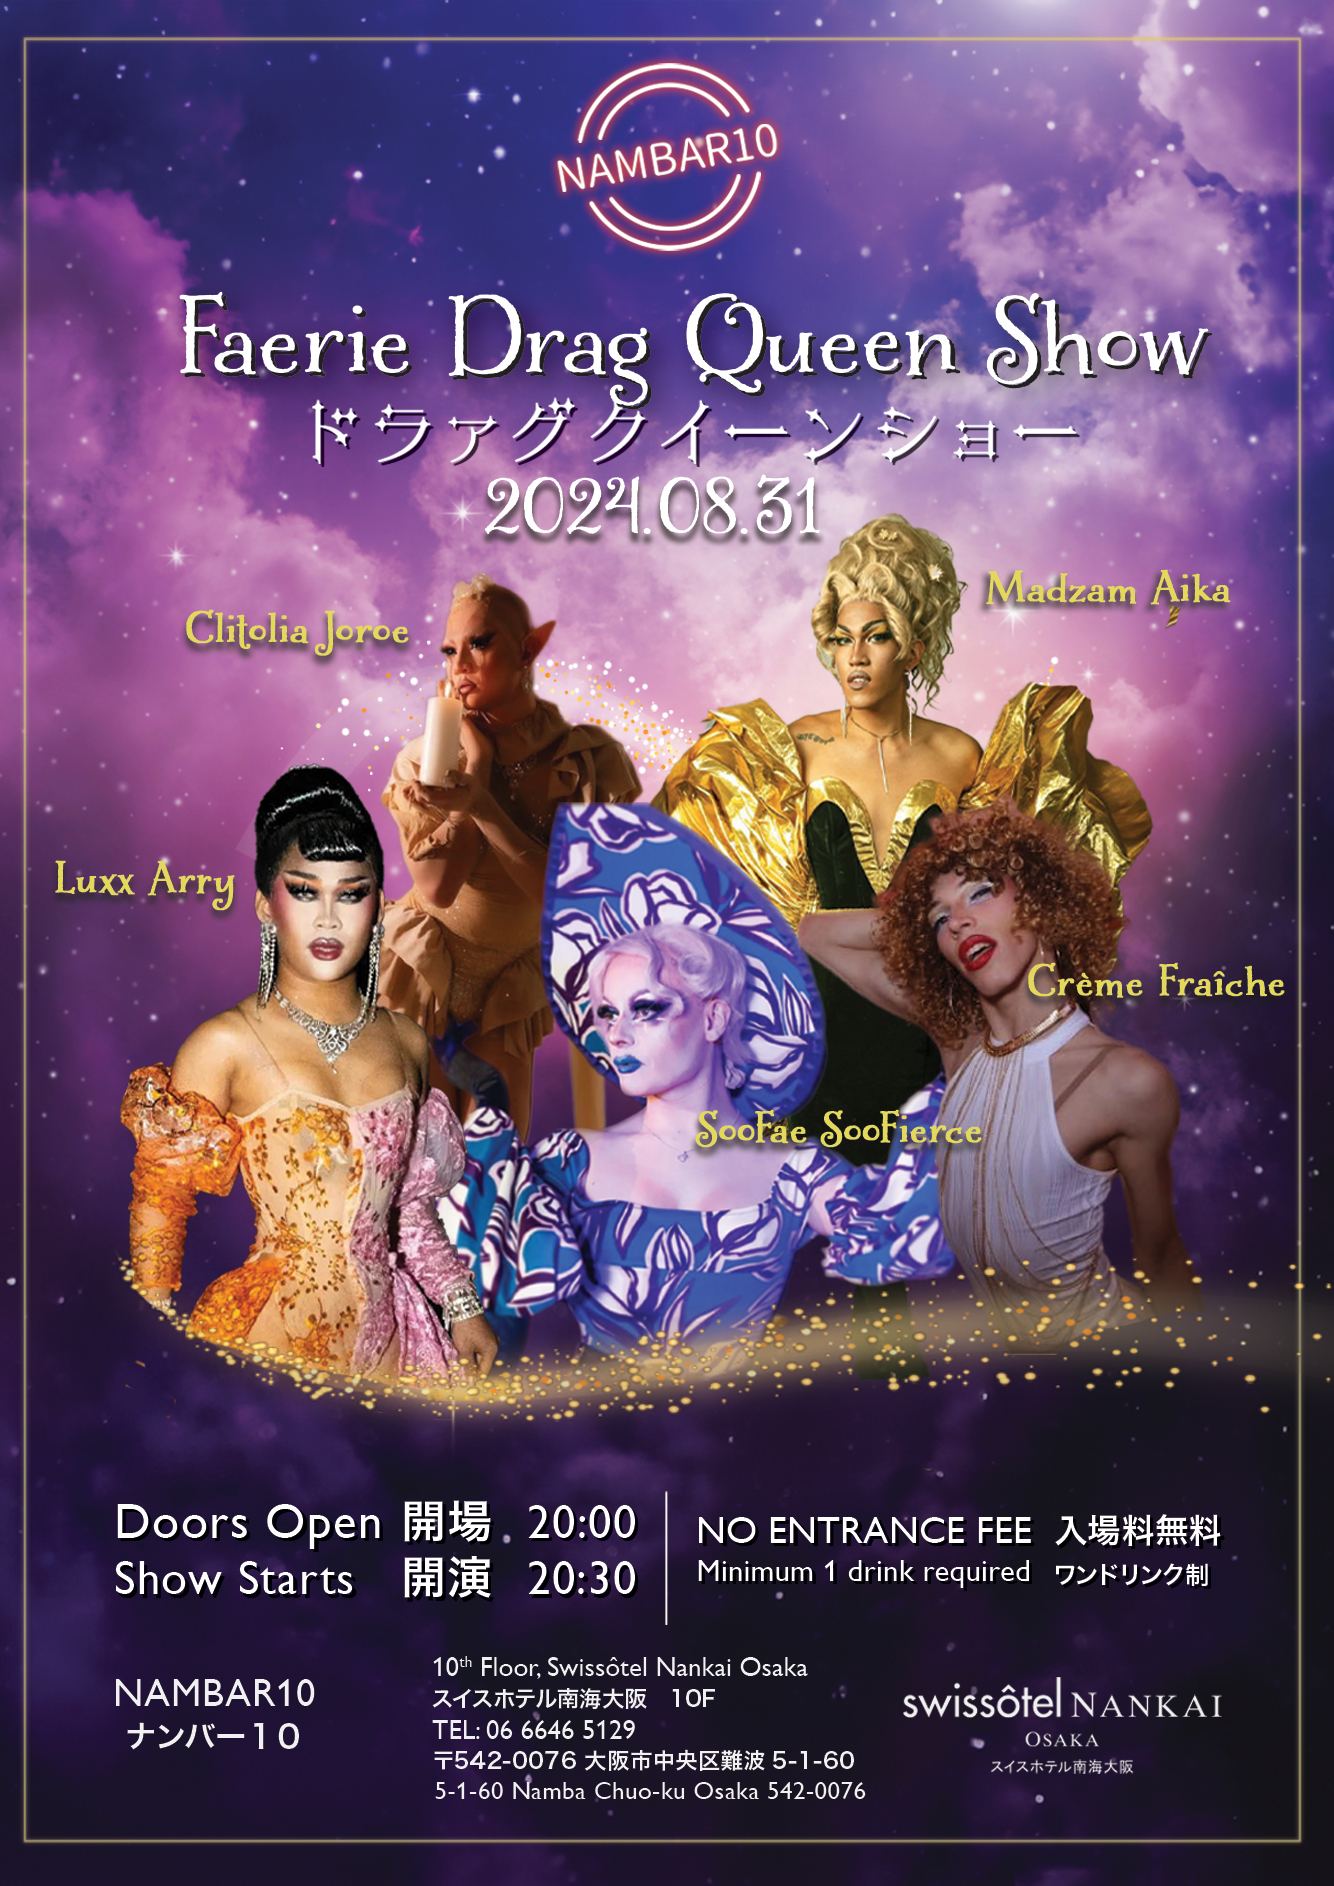 NAMBAR10
Faerie Drag Queen Show
ドラァグクイーンショー
2024.08.31
Madzam Aika
Clitolia Joroe
Luxx Arry
Crème Fraîche
SooFae SooFierce
Doors Open 開場 20:00
Show Starts 開演 20:30
NO ENTRANCE FEE 入場料無料
Minimum 1 drink required ワンドリンク制
NAMBAR10
ナンバー１０
10th Floor, Swissôtel Nankai Osaka
スイスホテル南海大阪 10F
TEL: 06 6646 5129
〒542-0076 大阪市中央区難波 5-1-60
5-1-60 Namba Chuo-ku Osaka 542-0076
swissôtel NANKAI
OSAKA
スイスホテル南海大阪